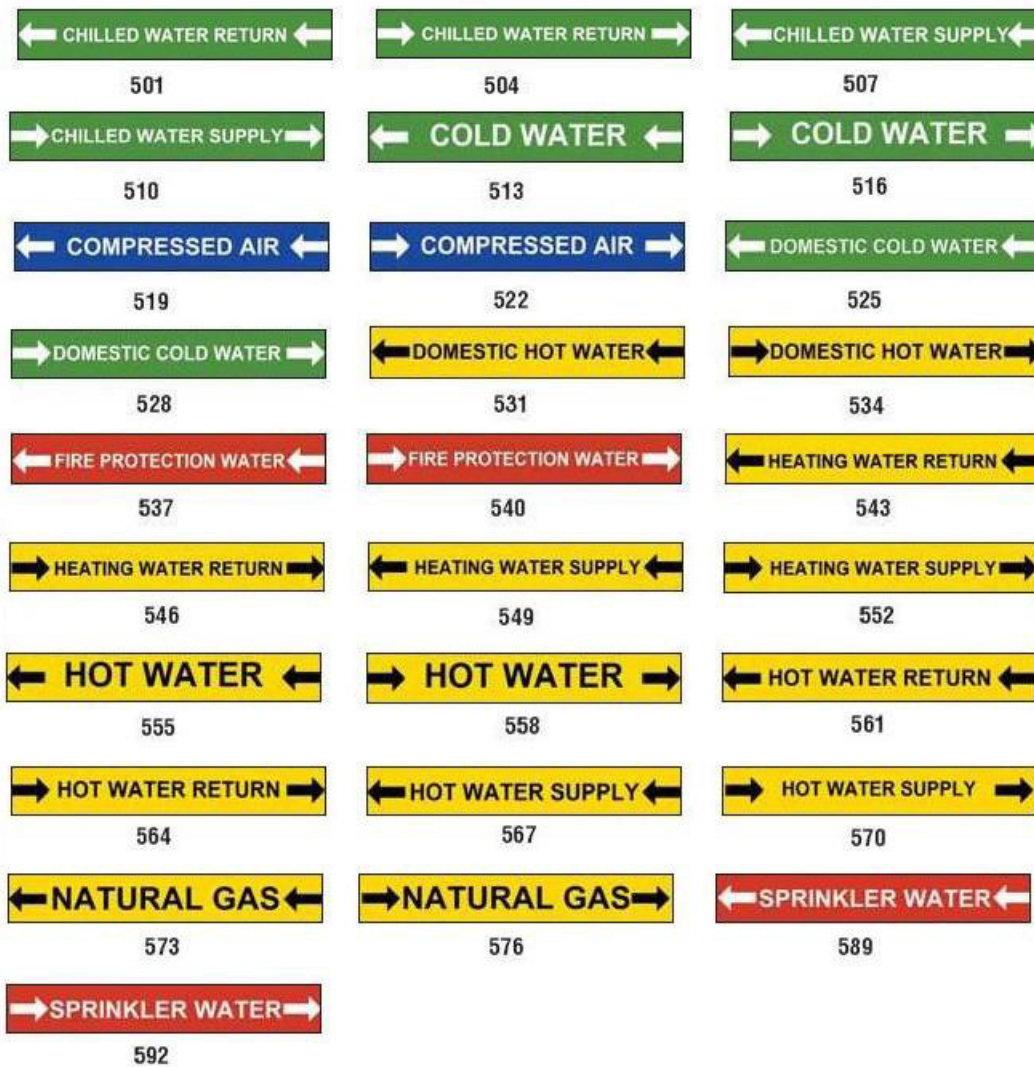 CHILLED WATER RETURN
CHILLED WATER RETURN
CHILLED WATER SUPPLY
501
504
507
CHILLED WATER SUPPLY
COLD WATER
COLD WATER
510
513
516
COMPRESSED AIR
COMPRESSED AIR
DOMESTIC COLD WATER
519
522
525
DOMESTIC COLD WATER
DOMESTIC HOT WATER
DOMESTIC HOT WATER
528
531
534
FIRE PROTECTION WATER
FIRE PROTECTION WATER
HEATING WATER RETURN
537
540
543
HEATING WATER RETURN
HEATING WATER SUPPLY
HEATING WATER SUPPLY
546
549
552
HOT WATER
HOT WATER
HOT WATER RETURN
555
558
561
HOT WATER RETURN
HOT WATER SUPPLY
HOT WATER SUPPLY
564
567
570
NATURAL GAS
NATURAL GAS
SPRINKLER WATER
573
576
589
SPRINKLER WATER
592